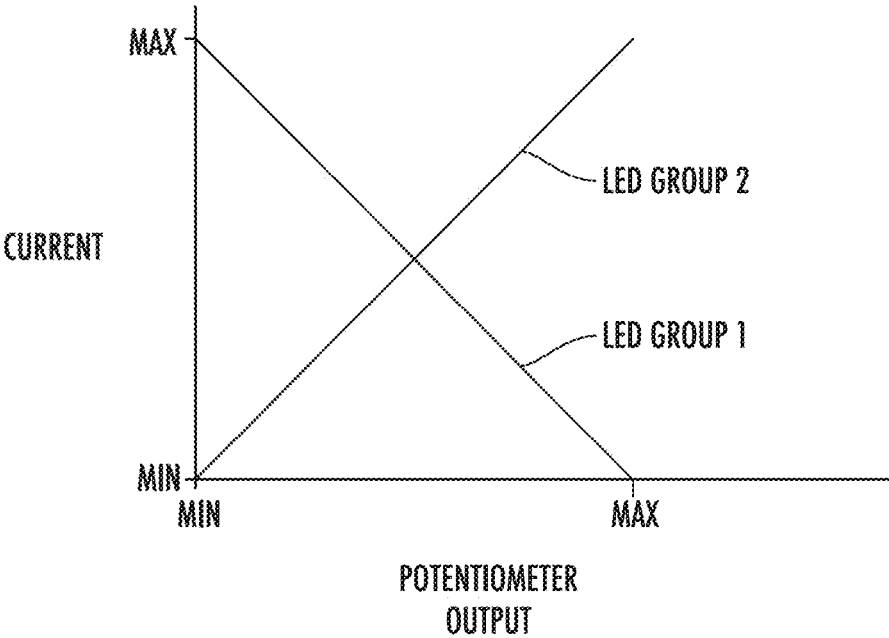 MAX
LED GROUP 2
CURRENT
LED GROUP 1
MIN
MIN
MAX
POTENTIOMETER
OUTPUT